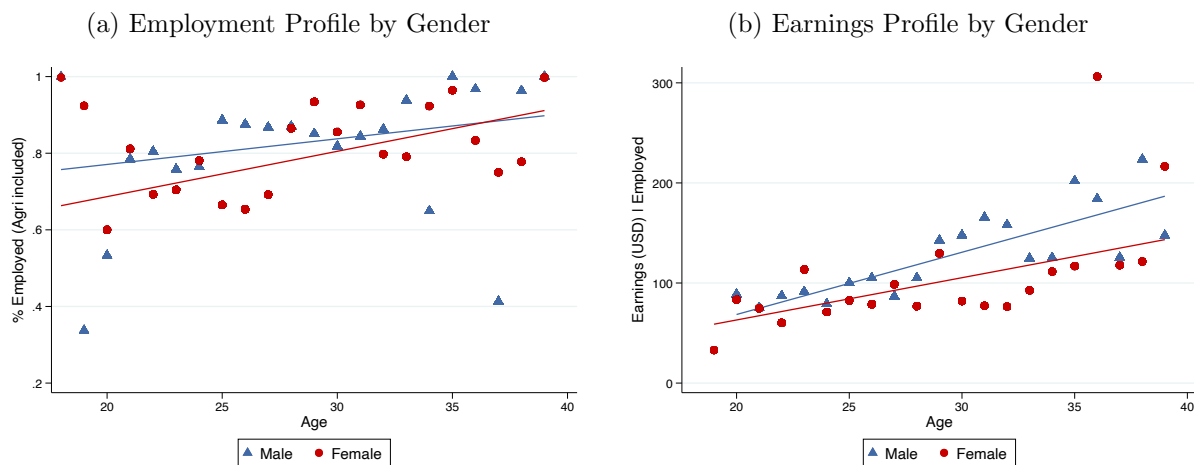 (a) Employment Profile by Gender
% Employed (Agri included)
1
.8
.6
.4
.2
20 25 30 35 40
Age
Male Female
(b) Earnings Profile by Gender
Earnings (USD) | Employed
300
200
100
0
20 25 30 35 40
Age
Male Female